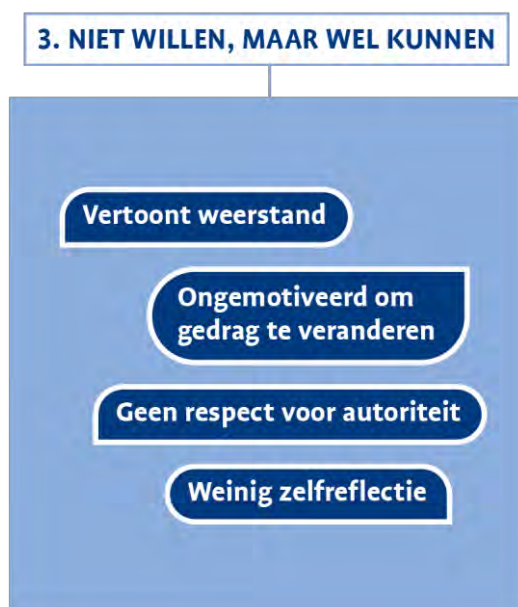 3. NIET WILLEN, MAAR WEL KUNNEN
Vertoont weerstand
Ongemotiveerd om
gedrag te veranderen
Geen respect voor autoriteit
Weinig zelfreflectie